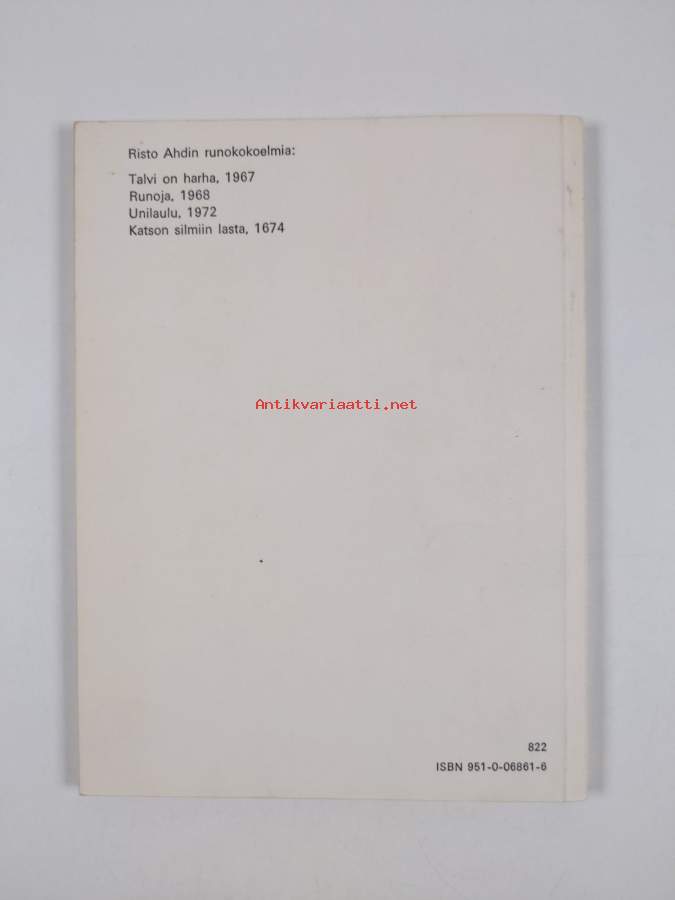 Risto Ahdin runokokoelmia:
Talvi on harha, 1967
Runoja, 1968
Unilaulu, 1972
Katson silmiin lasta, 1674
Antikvariaatti.net
822
ISBN 951-0-06861-6